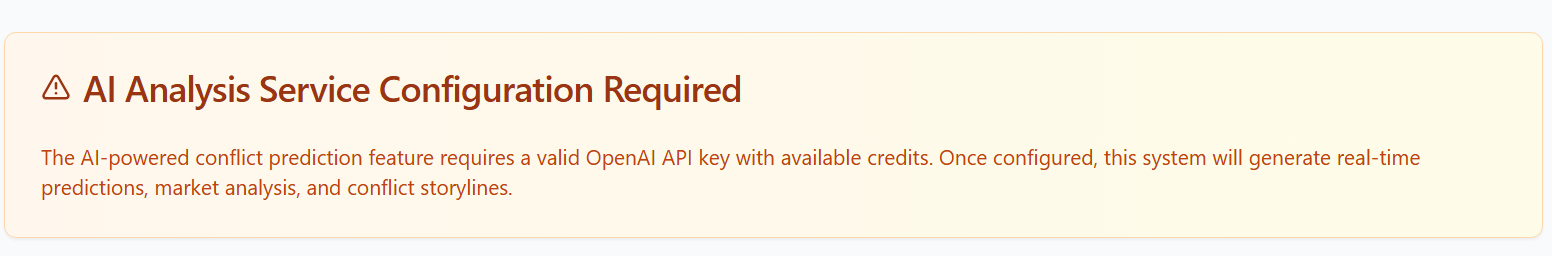 AI Analysis Service Configuration Required
The AI-powered conflict prediction feature requires a valid OpenAI API key with available credits. Once configured, this system will generate real-time
predictions, market analysis, and conflict storylines.